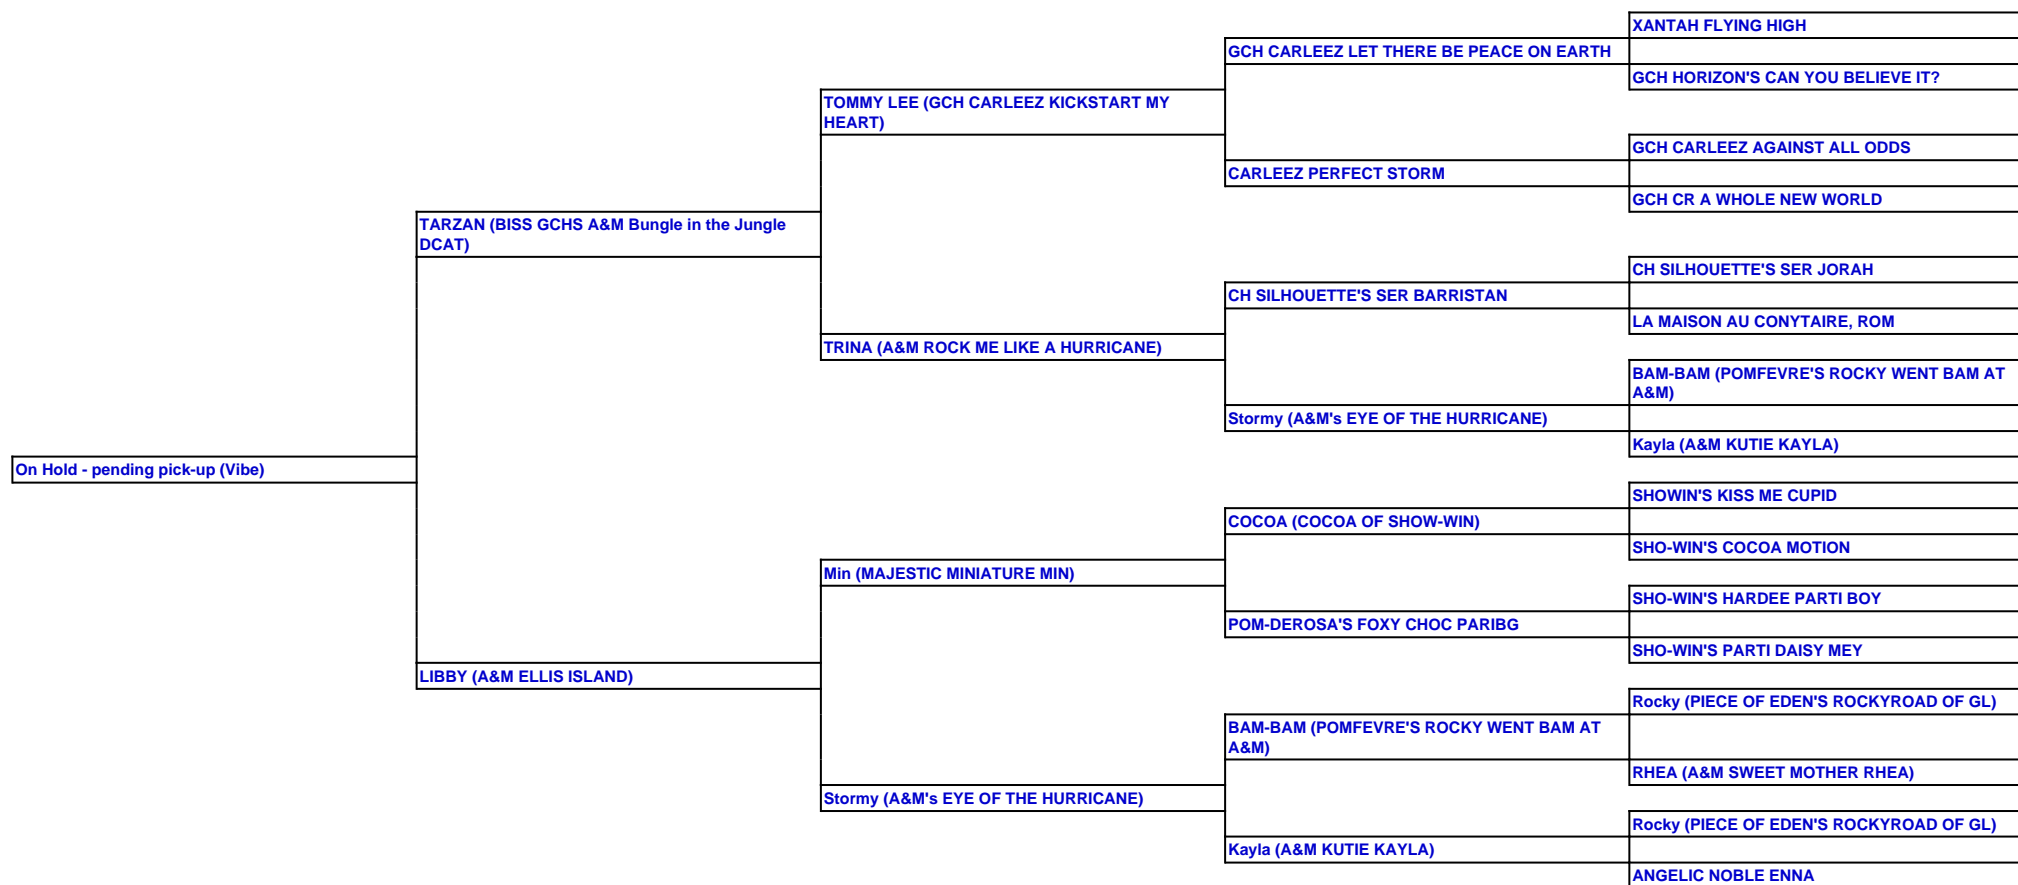 XANTAH FLYING HIGH
GCH CARLEEZ LET THERE BE PEACE ON EARTH
GCH HORIZON'S CAN YOU BELIEVE IT?
TOMMY LEE (GCH CARLEEZ KICKSTART MY
HEART)
GCH CARLEEZ AGAINST ALL ODDS
CARLEEZ PERFECT STORM
GCH CR A WHOLE NEW WORLD
TARZAN (BISS GCHS A&M Bungle in the Jungle
DCAT)
CH SILHOUETTE'S SER JORAH
CH SILHOUETTE'S SER BARRISTAN
LA MAISON AU CONYTAIRE, ROM
TRINA (A&M ROCK ME LIKE A HURRICANE)
BAM-BAM (POMFEVRE'S ROCKY WENT BAM AT
A&M)
Stormy (A&M's EYE OF THE HURRICANE)
Kayla (A&M KUTIE KAYLA)
On Hold - pending pick-up (Vibe)
SHOWIN'S KISS ME CUPID
COCOA (COCOA OF SHOW-WIN)
SHO-WIN'S COCOA MOTION
Min (MAJESTIC MINIATURE MIN)
SHO-WIN'S HARDEE PARTI BOY
POM-DEROSA'S FOXY CHOC PARIBG
SHO-WIN'S PARTI DAISY MEY
LIBBY (A&M ELLIS ISLAND)
Rocky (PIECE OF EDEN'S ROCKYROAD OF GL)
BAM-BAM (POMFEVRE'S ROCKY WENT BAM AT
A&M)
RHEA (A&M SWEET MOTHER RHEA)
Stormy (A&M's EYE OF THE HURRICANE)
Rocky (PIECE OF EDEN'S ROCKYROAD OF GL)
Kayla (A&M KUTIE KAYLA)
ANGELIC NOBLE ENNA